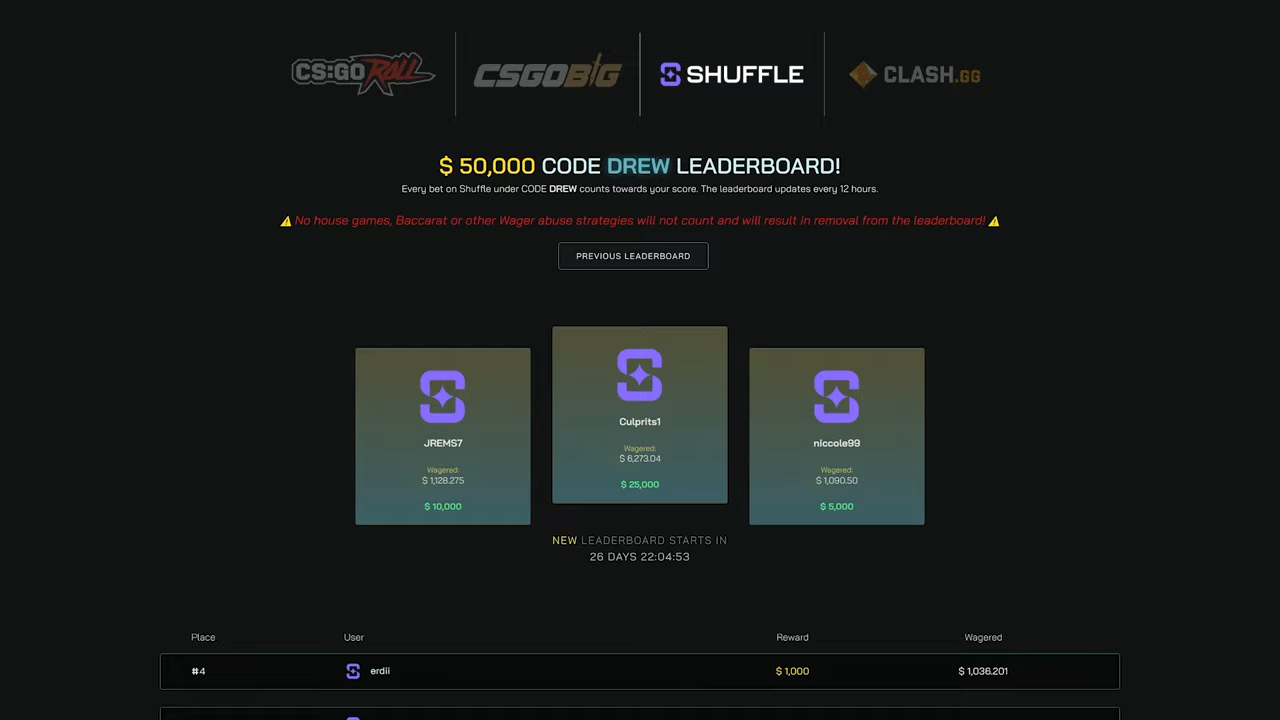 CS:GO ROLL
CSGOBIG
SHUFFLE
CLASH.GG
$ 50,000 CODE DREW LEADERBOARD!
Every bet on Shuffle under CODE DREW counts towards your score. The leaderboard updates every 12 hours.
⚠ No house games, Baccarat or other Wager abuse strategies will not count and will result in removal from the leaderboard! ⚠
PREVIOUS LEADERBOARD
JREMS7
Wagered:
$ 1,128.275
$ 10,000
Culprits1
Wagered:
$ 6,273.04
$ 25,000
niccole99
Wagered:
$ 1,090.50
$ 5,000
NEW LEADERBOARD STARTS IN
26 DAYS 22:04:53
Place User Reward Wagered
#4 erdii $ 1,000 $ 1,036.201